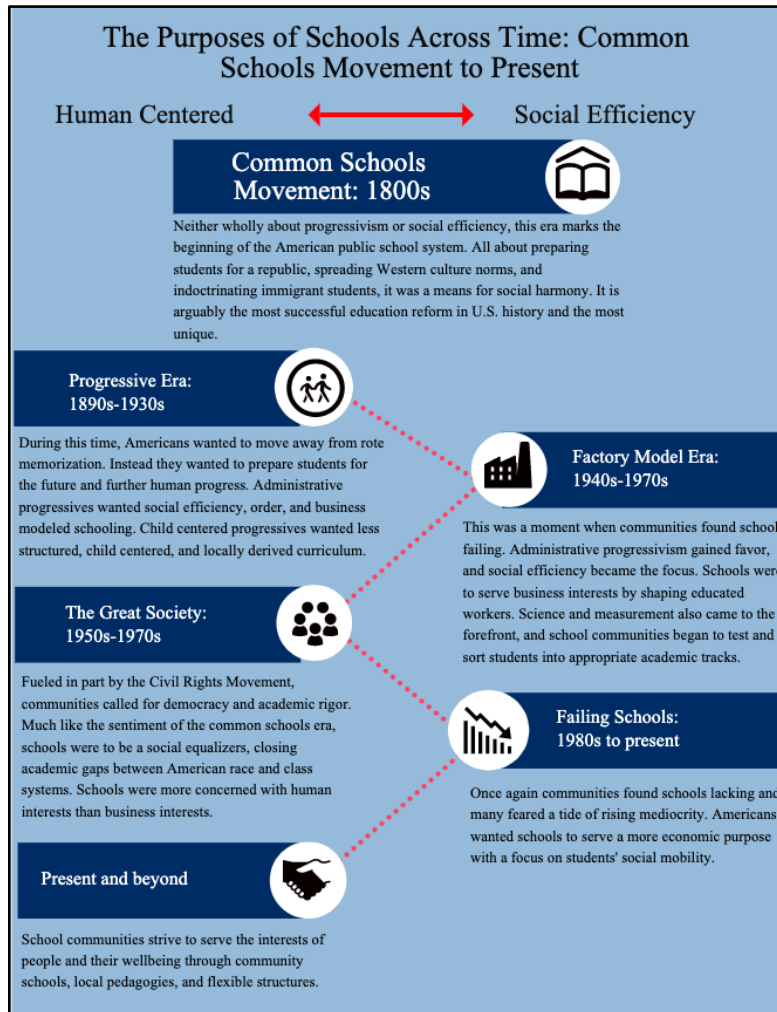 The Purposes of Schools Across Time: Common
Schools Movement to Present
Human Centered
Social Efficiency
Common Schools
Movement: 1800s
Neither wholly about progressivism or social efficiency, this era marks the
beginning of the American public school system. All about preparing
students for a republic, spreading Western culture norms, and
indoctrinating immigrant students, it was a means for social harmony. It is
arguably the most successful education reform in U.S. history and the most
unique.
Progressive Era:
1890s-1930s
During this time, Americans wanted to move away from rote
memorization. Instead they wanted to prepare students for
the future and further human progress. Administrative
progressives wanted social efficiency, order, and business
modeled schooling. Child centered progressives wanted less
structured, child centered, and locally derived curriculum.
Factory Model Era:
1940s-1970s
This was a moment when communities found school
failing. Administrative progressivism gained favor,
and social efficiency became the focus. Schools were
to serve business interests by shaping educated
workers. Science and measurement also came to the
forefront, and school communities began to test and
sort students into appropriate academic tracks.
The Great Society:
1950s-1970s
Fueled in part by the Civil Rights Movement,
communities called for democracy and academic rigor.
Much like the sentiment of the common schools era,
schools were to be a social equalizers, closing
academic gaps between American race and class
systems. Schools were more concerned with human
interests than business interests.
Failing Schools:
1980s to present
Once again communities found schools lacking and
many feared a tide of rising mediocrity. Americans
wanted schools to serve a more economic purpose
with a focus on students' social mobility.
Present and beyond
School communities strive to serve the interests of
people and their wellbeing through community
schools, local pedagogies, and flexible structures.